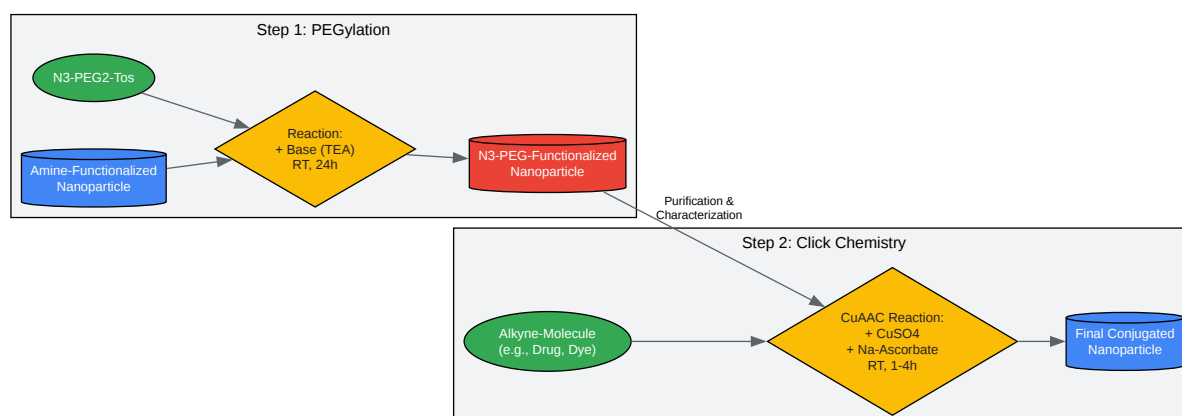 Step 1: PEGylation
N3-PEG2-Tos
Amine-Functionalized
Nanoparticle
Reaction:
+ Base (TEA)
RT, 24h
N3-PEG-Functionalized
Nanoparticle
Purification &
Characterization
Step 2: Click Chemistry
Alkyne-Molecule
(e.g., Drug, Dye)
CuAAC Reaction:
+ CuSO4
+ Na-Ascorbate
RT, 1-4h
Final Conjugated
Nanoparticle